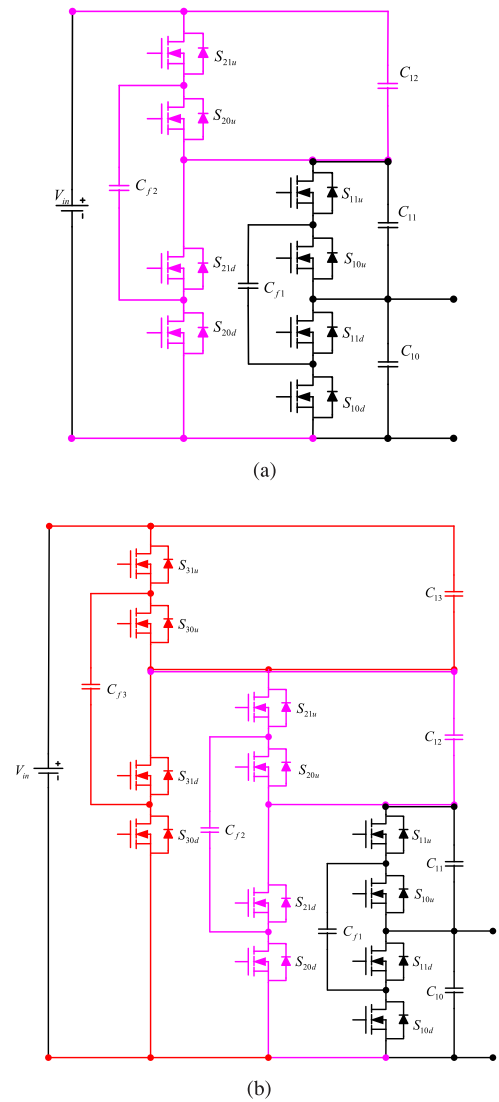 S21u
C12
S20u
Cf2
Vin
S11u
C11
S21d
S10u
Cf1
S20d
S11d
C10
S10d
(a)
S31u
C13
S30u
Cf3
S21u
C12
S20u
Vin
S31d
S30d
Cf2
S11u
C11
S10u
S21d
Cf1
S20d
S11d
C10
S10d
(b)